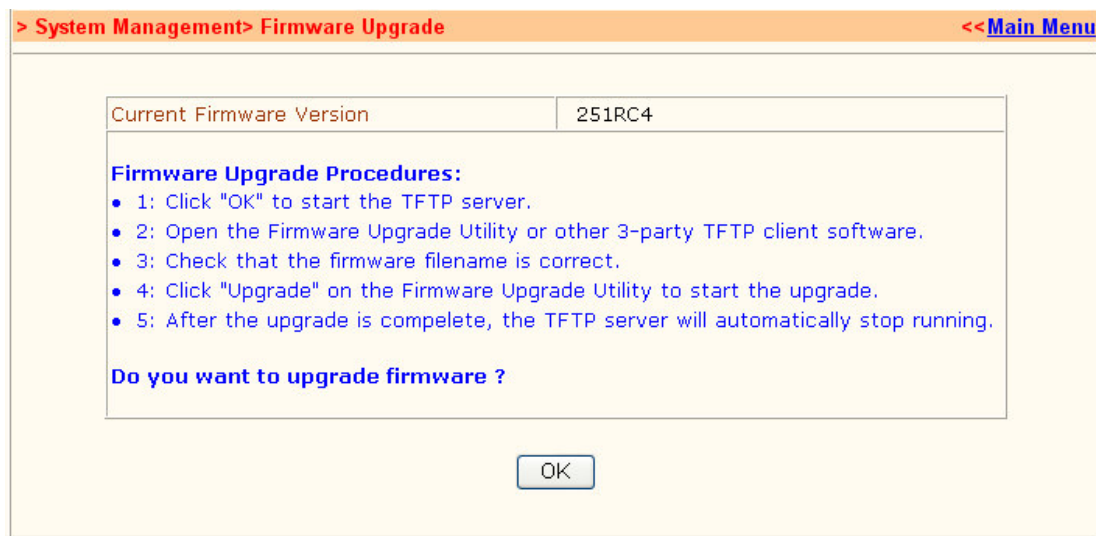 > System Management> Firmware Upgrade <<Main Menu
Current Firmware Version 251RC4
Firmware Upgrade Procedures:
• 1: Click "OK" to start the TFTP server.
• 2: Open the Firmware Upgrade Utility or other 3-party TFTP client software.
• 3: Check that the firmware filename is correct.
• 4: Click "Upgrade" on the Firmware Upgrade Utility to start the upgrade.
• 5: After the upgrade is compelete, the TFTP server will automatically stop running.
Do you want to upgrade firmware ?
OK